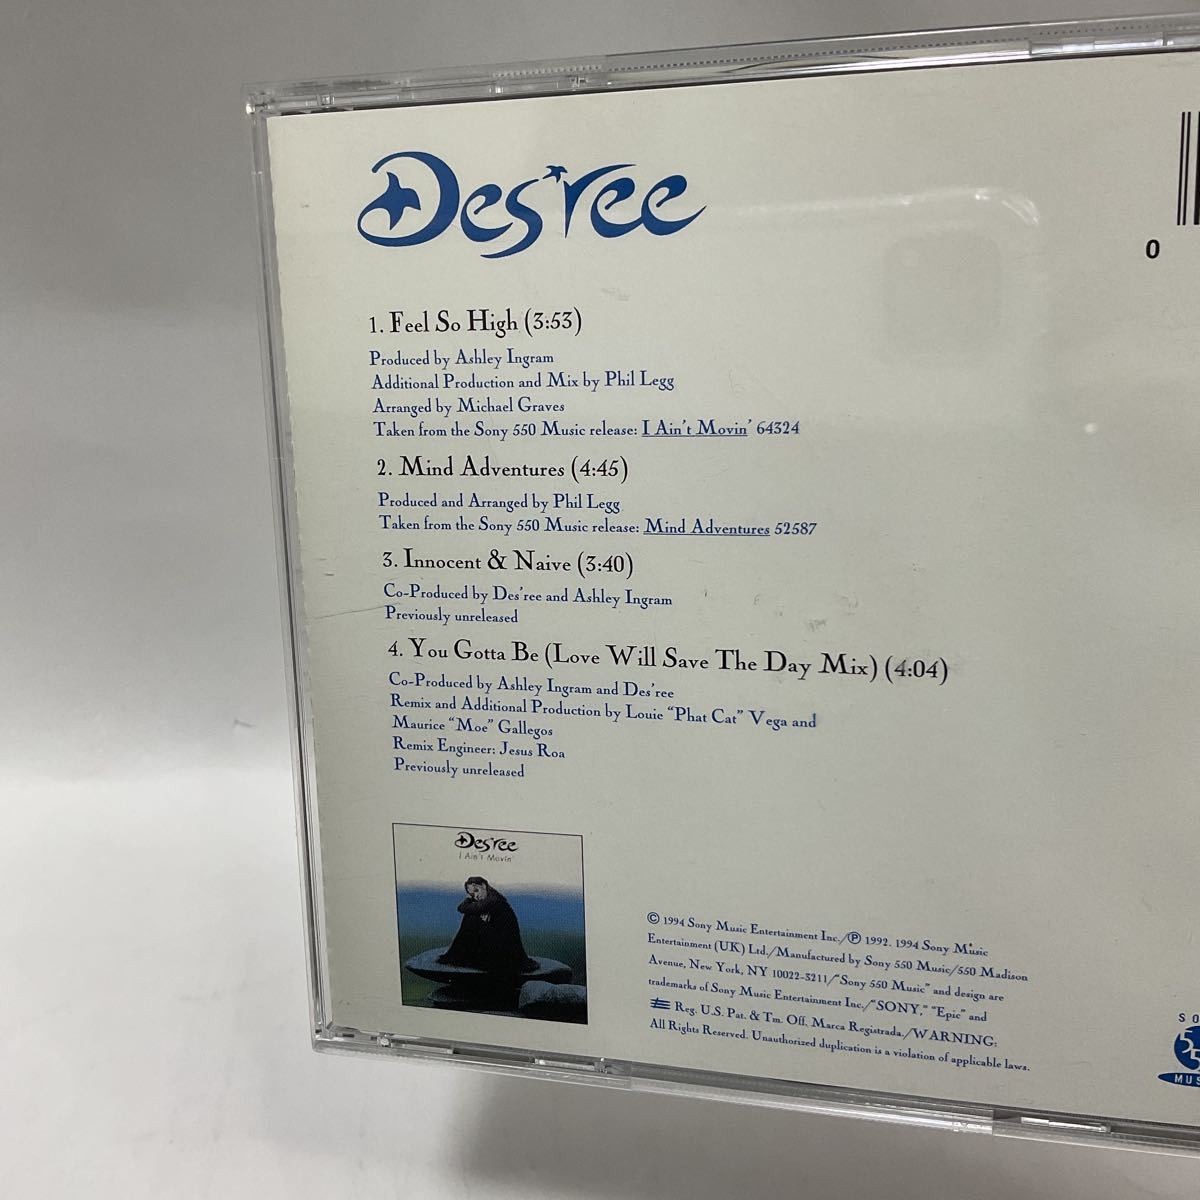 Des'ree
0
1. Feel So High (3:53)
Produced by Ashley Ingram
Additional Production and Mix by Phil Legg
Arranged by Michael Graves
Taken from the Sony 550 Music release: I Ain't Movin' 64324
2. Mind Adventures (4:45)
Produced and Arranged by Phil Legg
Taken from the Sony 550 Music release: Mind Adventures 52587
3. Innocent & Naive (3:40)
Co-Produced by Des'ree and Ashley Ingram
Previously unreleased
4. You Gotta Be (Love Will Save The Day Mix) (4:04)
Co-Produced by Ashley Ingram and Des'ree
Remix and Additional Production by Louie "Phat Cat" Vega and
Maurice "Moe" Gallegos
Remix Engineer: Jesus Roa
Previously unreleased
Des'ree
I Ain't Movin'
© 1994 Sony Music Entertainment Inc./℗ 1992, 1994 Sony Music
Entertainment (UK) Ltd./Manufactured by Sony 550 Music/550 Madison
Avenue, New York, NY 10022-3211/"Sony 550 Music" and design are
trademarks of Sony Music Entertainment Inc./"SONY," "Epic" and
Reg. U.S. Pat. & Tm. Off. Marca Registrada./WARNING:
All Rights Reserved. Unauthorized duplication is a violation of applicable laws.
SO
55
MUS